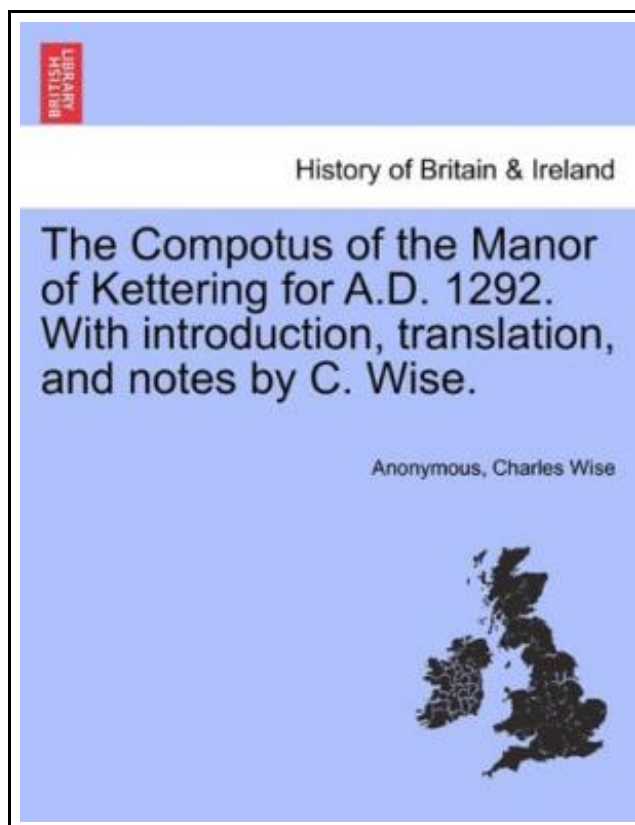 BRITISH
LIBRARY
History of Britain & Ireland
The Compotus of the Manor
of Kettering for A.D. 1292.
With introduction, translation,
and notes by C. Wise.
Anonymous, Charles Wise